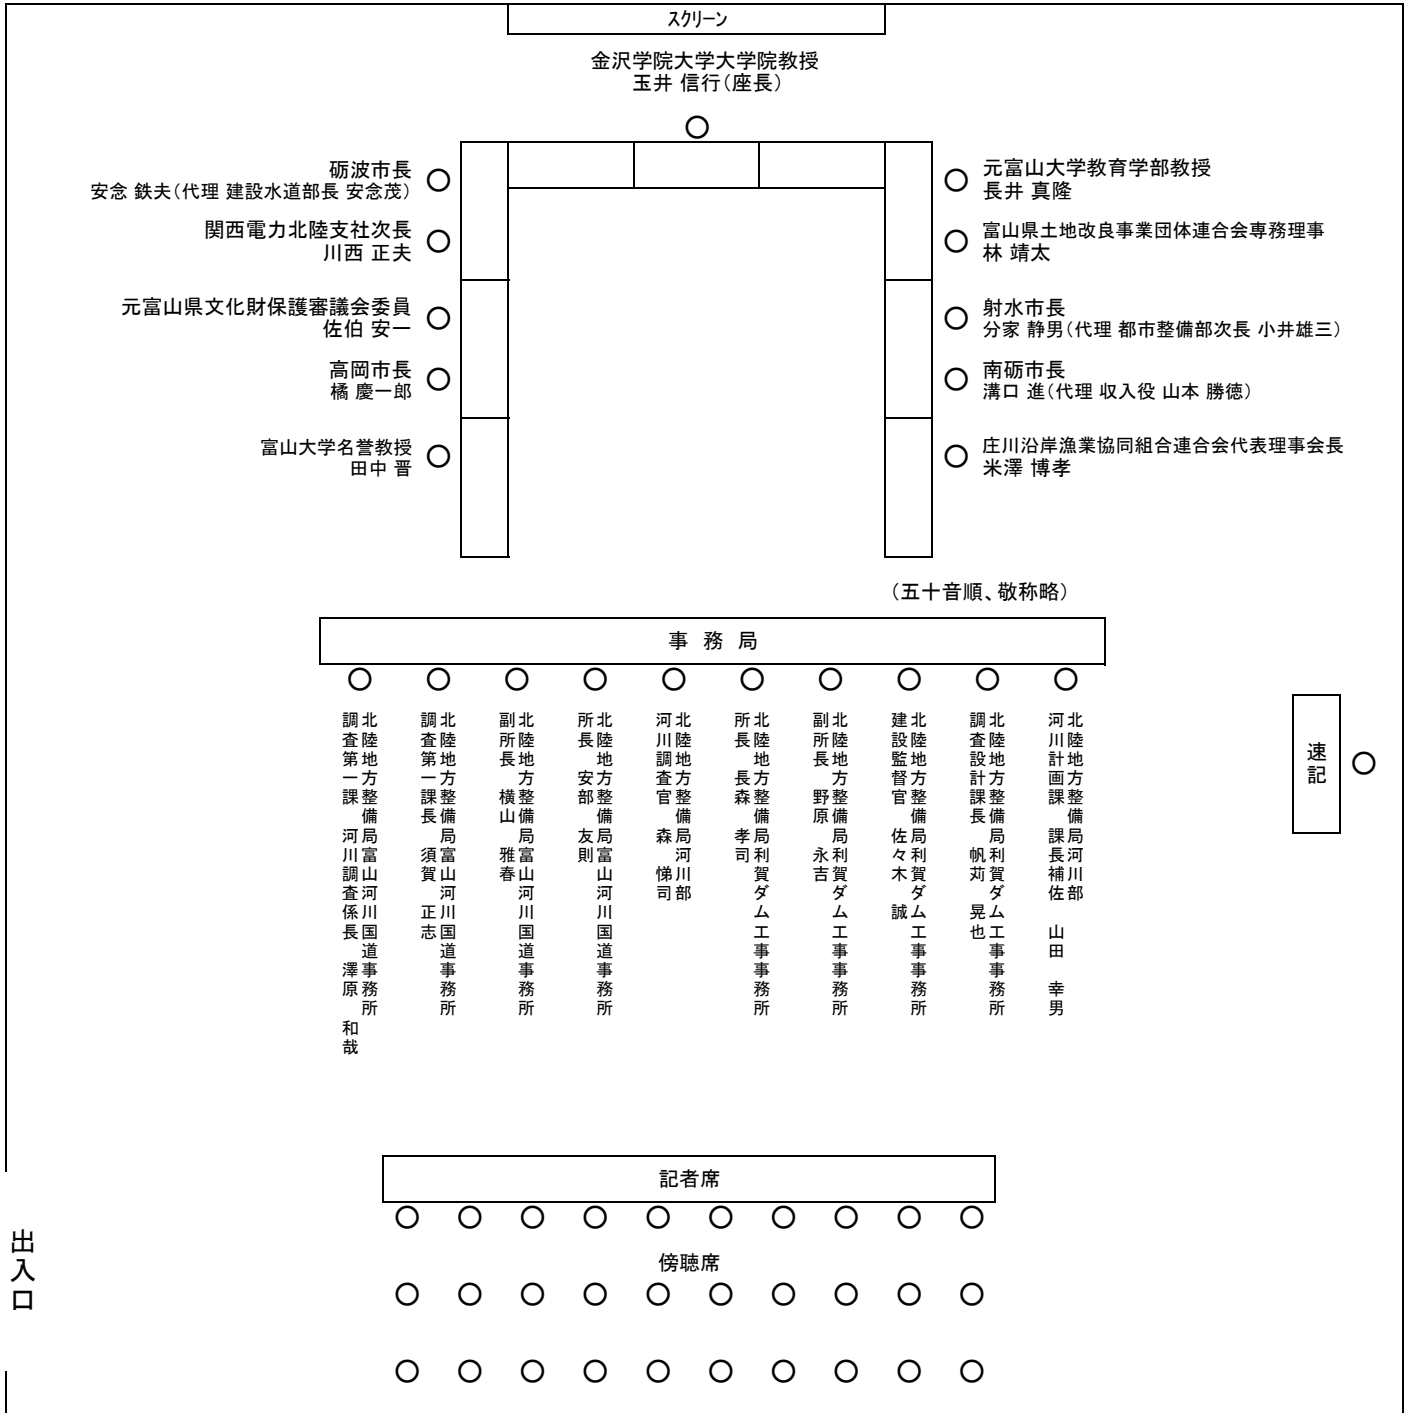 スクリーン
金沢学院大学大学院教授
玉井 信行（座長）
砺波市長
安念 鉄夫（代理 建設水道部長 安念茂）
関西電力北陸支社次長
川西 正夫
元富山県文化財保護審議会委員
佐伯 安一
高岡市長
橘 慶一郎
富山大学名誉教授
田中 晋
元富山大学教育学部教授
長井 真隆
富山県土地改良事業団体連合会専務理事
林 靖太
射水市長
分家 静男（代理 都市整備部次長 小井雄三）
南砺市長
溝口 進（代理 収入役 山本 勝徳）
庄川沿岸漁業協同組合連合会代表理事会長
米澤 博孝
（五十音順、敬称略）
事 務 局
北陸地方整備局富山河川国道事務所
調査第一課 河川調査係長 澤原 和哉
北陸地方整備局富山河川国道事務所
調査第一課長 須賀 正志
北陸地方整備局富山河川国道事務所
副所長 横山 雅春
北陸地方整備局富山河川国道事務所
所長 安部 友則
北陸地方整備局河川部
河川調査官 森 悌司
北陸地方整備局利賀ダム工事事務所
所長 長森 孝司
北陸地方整備局利賀ダム工事事務所
副所長 野原 永吉
北陸地方整備局利賀ダム工事事務所
建設監督官 佐々木 誠
北陸地方整備局利賀ダム工事事務所
調査設計課長 帆苅 晃也
北陸地方整備局河川部
河川計画課 課長補佐 山田 幸男
速記
記者席
傍聴席
出入口